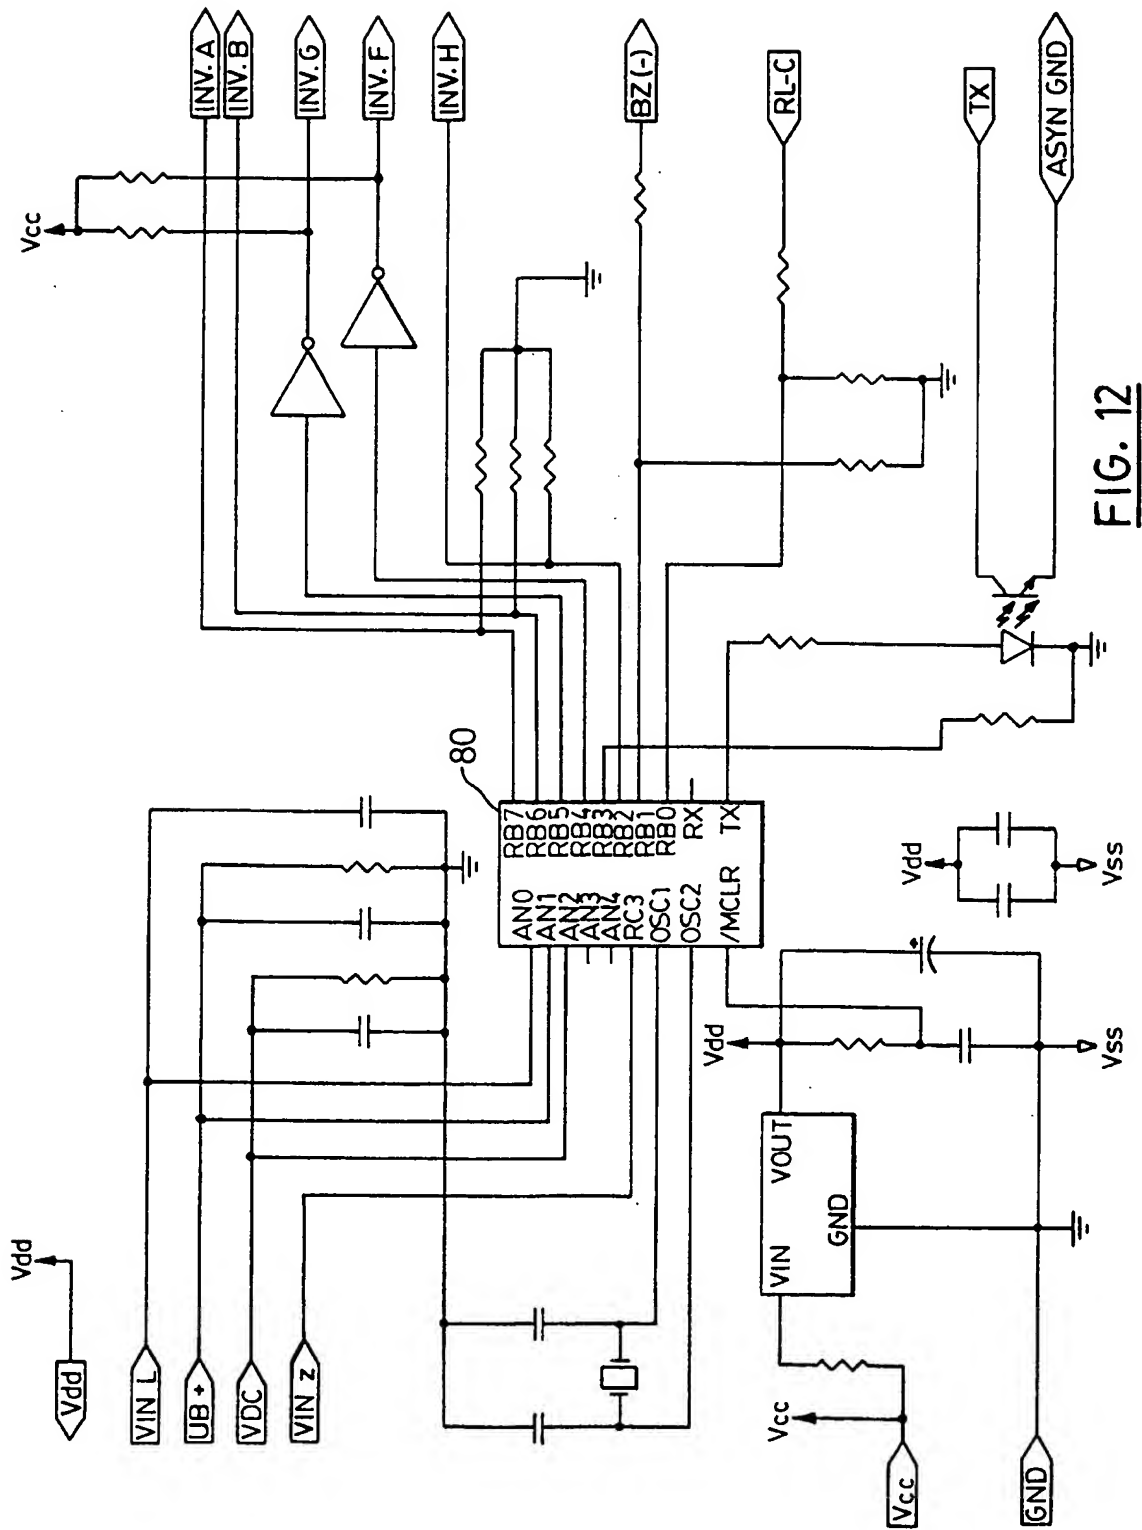 Vdd
Vdd
VIN L
UB+
VDC
VIN z
Vcc
INV. A
INV. B
INV. G
INV. F
INV. H
BZ(-)
RL-C
TX
ASYN GND
80
AN0
AN1
AN2
AN3
AN4
RC3
OSC1
OSC2
/MCLR
RB7
RB6
RB5
RB4
RB3
RB2
RB1
RB0
RX
TX
Vdd
Vss
Vdd
Vss
VIN
VOUT
GND
Vcc
Vcc
GND
FIG. 12